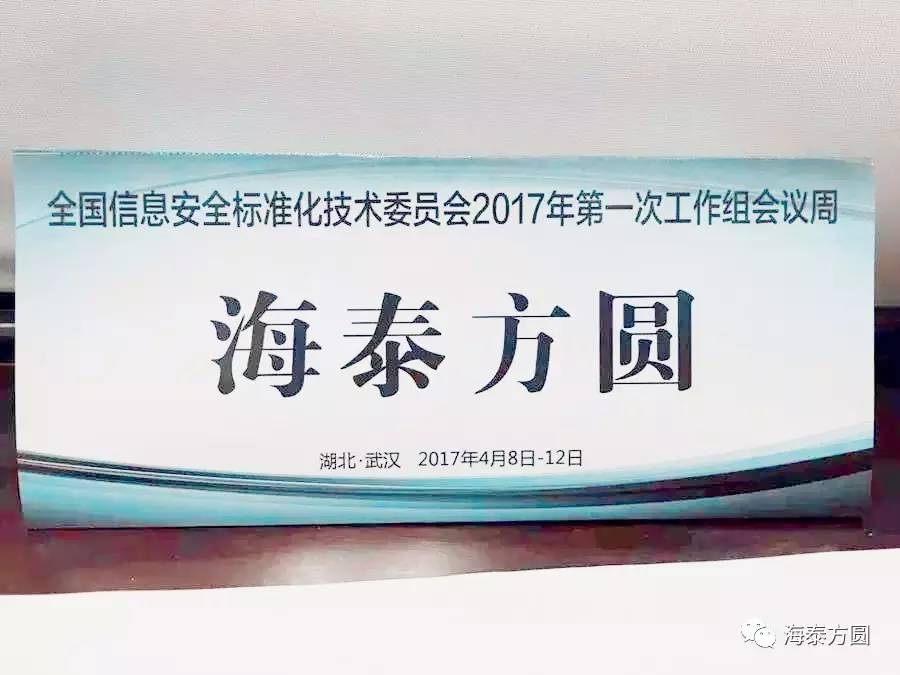 全国信息安全标准化技术委员会2017年第一次工作组会议周
海泰方圆
湖北·武汉 2017年4月8日-12日
海泰方圆